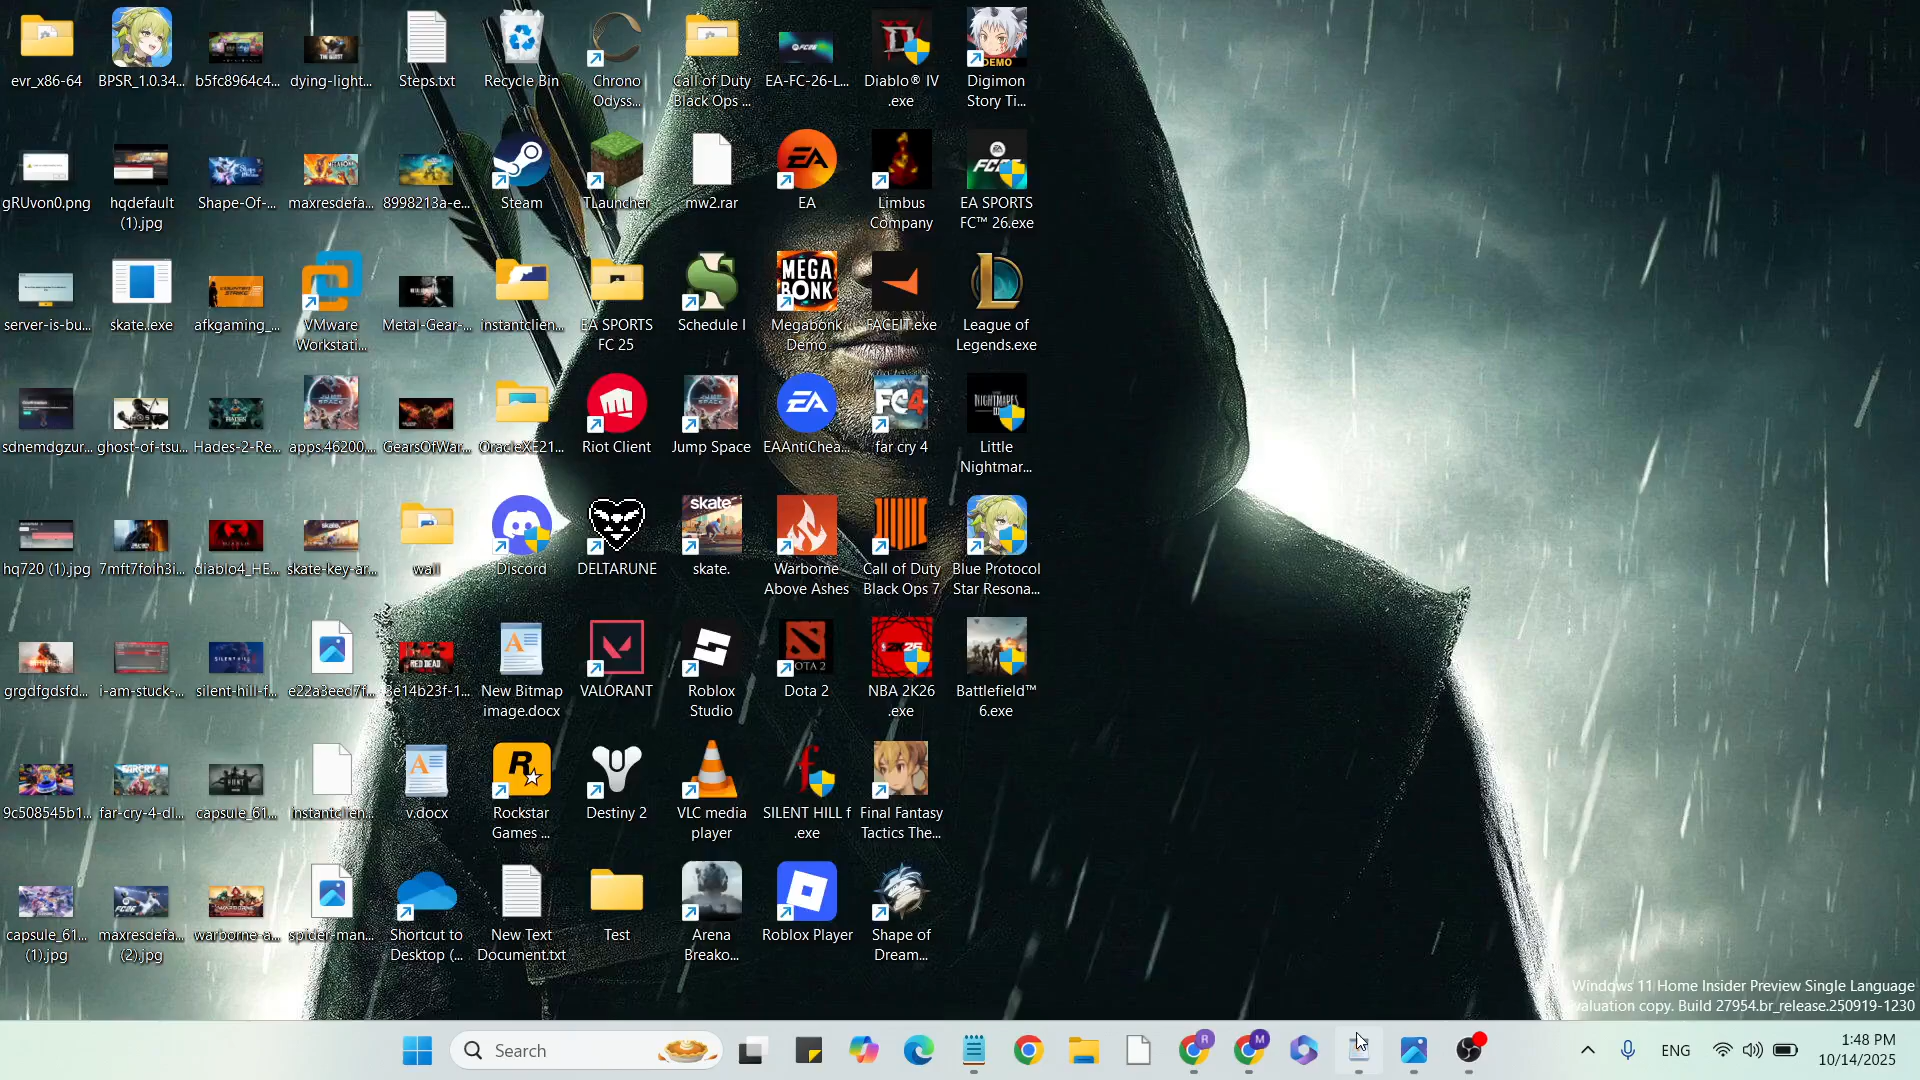 evr_x86-64
BPSR_1.0.34...
b5fc8964c4...
dying-light...
Steps.txt
Recycle Bin
Chrono
Odyss...
Call of Duty
Black Ops ...
EA-FC-26-L...
Diablo® IV
.exe
DEMO
Digimon
Story Ti...
gRUvon0.png
hqdefault
(1).jpg
Shape-Of-...
maxresdefa...
8998213a-e...
Steam
TLauncher
mw2.rar
EA
EA
Limbus
Company
EA SPORTS
FC™ 26.exe
server-is-bu...
skate..exe
afkgaming_...
VMware
Workstati...
Metal-Gear-...
instantclien...
EA SPORTS
FC 25
Schedule I
MEGA
BONK
Megabonk
Demo
FACEIT.exe
League of
Legends.exe
sdnemdgzur...
ghost-of-tsu...
Hades-2-Re...
apps.46200....
GearsOfWar...
OracleXE21...
Riot Client
Jump Space
EA
EAAntiChea...
FC4
far cry 4
Little
Nightmar...
hq720 (1).jpg
7mft7foih3i...
diablo4_HE...
skate-key-ar...
wall
Discord
DELTARUNE
skate.
skate.
Warborne
Above Ashes
Call of Duty
Black Ops 7
Blue Protocol
Star Resona...
grgdfgdsfd...
i-am-stuck-...
silent-hill-f...
e22a3eed7f...
3e14b23f-1...
New Bitmap
image.docx
VALORANT
Roblox
Studio
Dota 2
NBA 2K26
.exe
Battlefield™
6.exe
9c508545b1...
far-cry-4-dl...
capsule_61...
instantclien...
v.docx
Rockstar
Games ...
Destiny 2
VLC media
player
SILENT HILL f
.exe
Final Fantasy
Tactics The...
capsule_61...
(1).jpg
maxresdefa...
(2).jpg
warborne-a...
spider-man...
Shortcut to
Desktop (...
New Text
Document.txt
Test
Arena
Breako...
Roblox Player
Shape of
Dream...
Windows 11 Home Insider Preview Single Language
Evaluation copy. Build 27954.br_release.250919-1230
Search
R
M
ENG
1:48 PM
10/14/2025